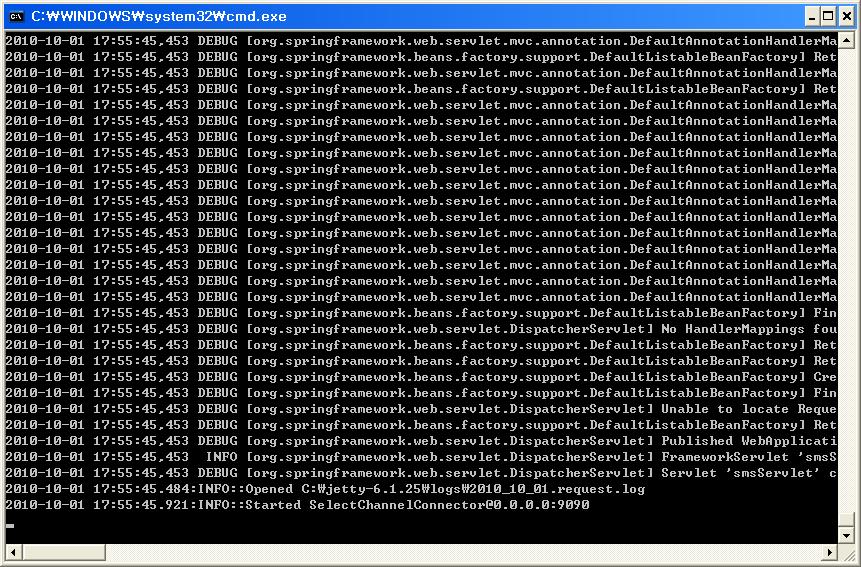 C:₩WINDOWS₩system32₩cmd.exe
2010-10-01 17:55:45,453 DEBUG [org.springframework.web.servlet.mvc.annotation.DefaultAnnotationHandlerMa
2010-10-01 17:55:45,453 DEBUG [org.springframework.beans.factory.support.DefaultListableBeanFactory] Ret
2010-10-01 17:55:45,453 DEBUG [org.springframework.web.servlet.mvc.annotation.DefaultAnnotationHandlerMa
2010-10-01 17:55:45,453 DEBUG [org.springframework.beans.factory.support.DefaultListableBeanFactory] Ret
2010-10-01 17:55:45,453 DEBUG [org.springframework.web.servlet.mvc.annotation.DefaultAnnotationHandlerMa
2010-10-01 17:55:45,453 DEBUG [org.springframework.web.servlet.mvc.annotation.DefaultAnnotationHandlerMa
2010-10-01 17:55:45,453 DEBUG [org.springframework.web.servlet.mvc.annotation.DefaultAnnotationHandlerMa
2010-10-01 17:55:45,453 DEBUG [org.springframework.web.servlet.mvc.annotation.DefaultAnnotationHandlerMa
2010-10-01 17:55:45,453 DEBUG [org.springframework.web.servlet.mvc.annotation.DefaultAnnotationHandlerMa
2010-10-01 17:55:45,453 DEBUG [org.springframework.web.servlet.mvc.annotation.DefaultAnnotationHandlerMa
2010-10-01 17:55:45,453 DEBUG [org.springframework.web.servlet.mvc.annotation.DefaultAnnotationHandlerMa
2010-10-01 17:55:45,453 DEBUG [org.springframework.web.servlet.mvc.annotation.DefaultAnnotationHandlerMa
2010-10-01 17:55:45,453 DEBUG [org.springframework.web.servlet.mvc.annotation.DefaultAnnotationHandlerMa
2010-10-01 17:55:45,453 DEBUG [org.springframework.web.servlet.mvc.annotation.DefaultAnnotationHandlerMa
2010-10-01 17:55:45,453 DEBUG [org.springframework.web.servlet.mvc.annotation.DefaultAnnotationHandlerMa
2010-10-01 17:55:45,453 DEBUG [org.springframework.web.servlet.mvc.annotation.DefaultAnnotationHandlerMa
2010-10-01 17:55:45,453 DEBUG [org.springframework.web.servlet.mvc.annotation.DefaultAnnotationHandlerMa
2010-10-01 17:55:45,453 DEBUG [org.springframework.beans.factory.support.DefaultListableBeanFactory] Fin
2010-10-01 17:55:45,453 DEBUG [org.springframework.web.servlet.DispatcherServlet] No HandlerMappings fou
2010-10-01 17:55:45,453 DEBUG [org.springframework.beans.factory.support.DefaultListableBeanFactory] Ret
2010-10-01 17:55:45,453 DEBUG [org.springframework.beans.factory.support.DefaultListableBeanFactory] Ret
2010-10-01 17:55:45,453 DEBUG [org.springframework.beans.factory.support.DefaultListableBeanFactory] Cre
2010-10-01 17:55:45,453 DEBUG [org.springframework.beans.factory.support.DefaultListableBeanFactory] Fin
2010-10-01 17:55:45,453 DEBUG [org.springframework.web.servlet.DispatcherServlet] Unable to locate Reque
2010-10-01 17:55:45,453 DEBUG [org.springframework.beans.factory.support.DefaultListableBeanFactory] Ret
2010-10-01 17:55:45,453 DEBUG [org.springframework.web.servlet.DispatcherServlet] Published WebApplicati
2010-10-01 17:55:45,453  INFO [org.springframework.web.servlet.DispatcherServlet] FrameworkServlet 'smsS
2010-10-01 17:55:45,453 DEBUG [org.springframework.web.servlet.DispatcherServlet] Servlet 'smsServlet' c
2010-10-01 17:55:45.484:INFO::Opened C:₩jetty-6.1.25₩logs₩2010_10_01.request.log
2010-10-01 17:55:45.921:INFO::Started SelectChannelConnector@0.0.0.0:9090